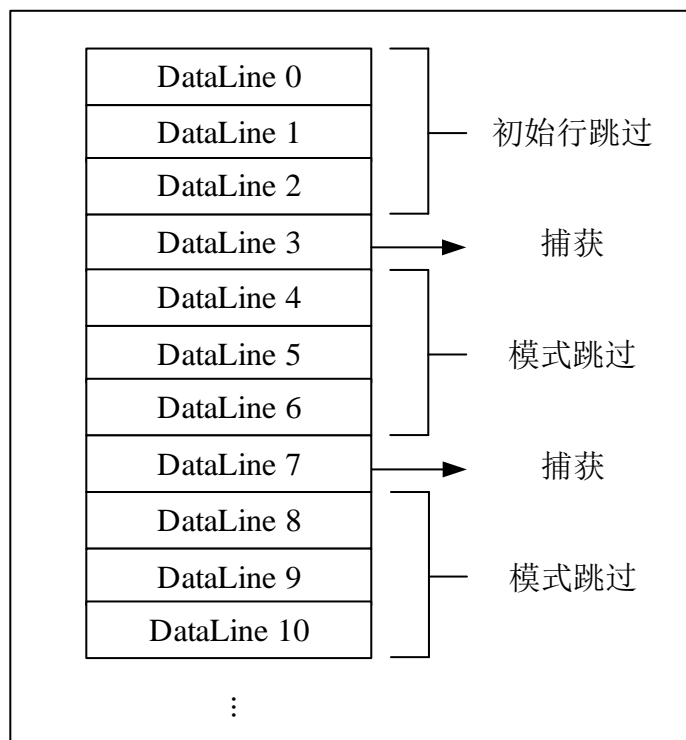 DataLine 0
DataLine 1
初始行跳过
DataLine 2
DataLine 3
捕获
DataLine 4
DataLine 5
模式跳过
DataLine 6
DataLine 7
捕获
DataLine 8
DataLine 9
模式跳过
DataLine 10
⋮